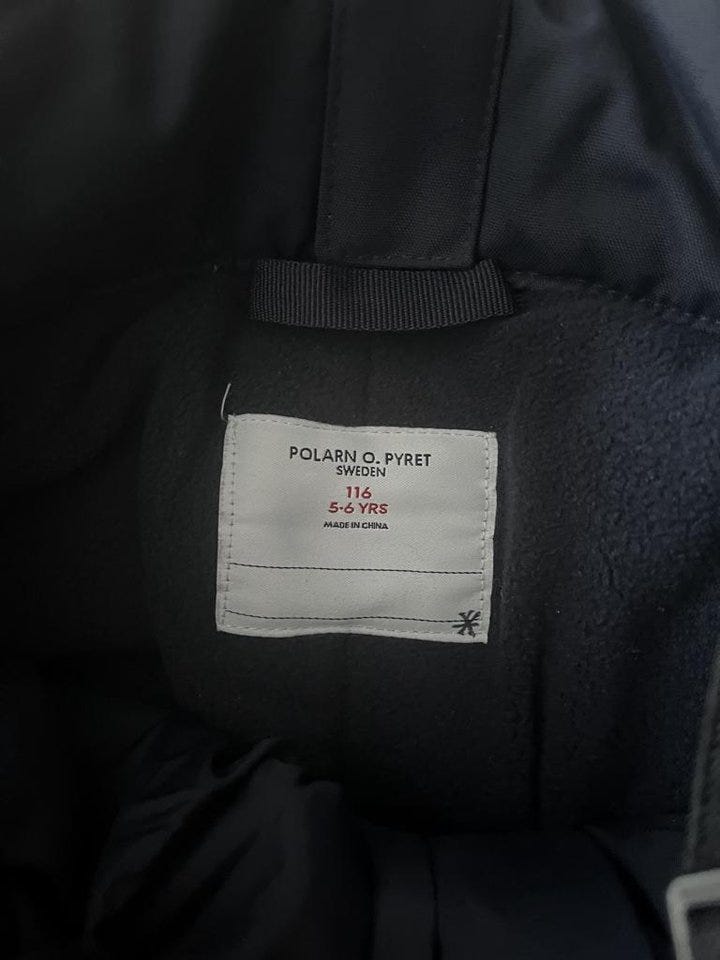 POLARN O. PYRET
SWEDEN
116
5-6 YRS
MADE IN CHINA